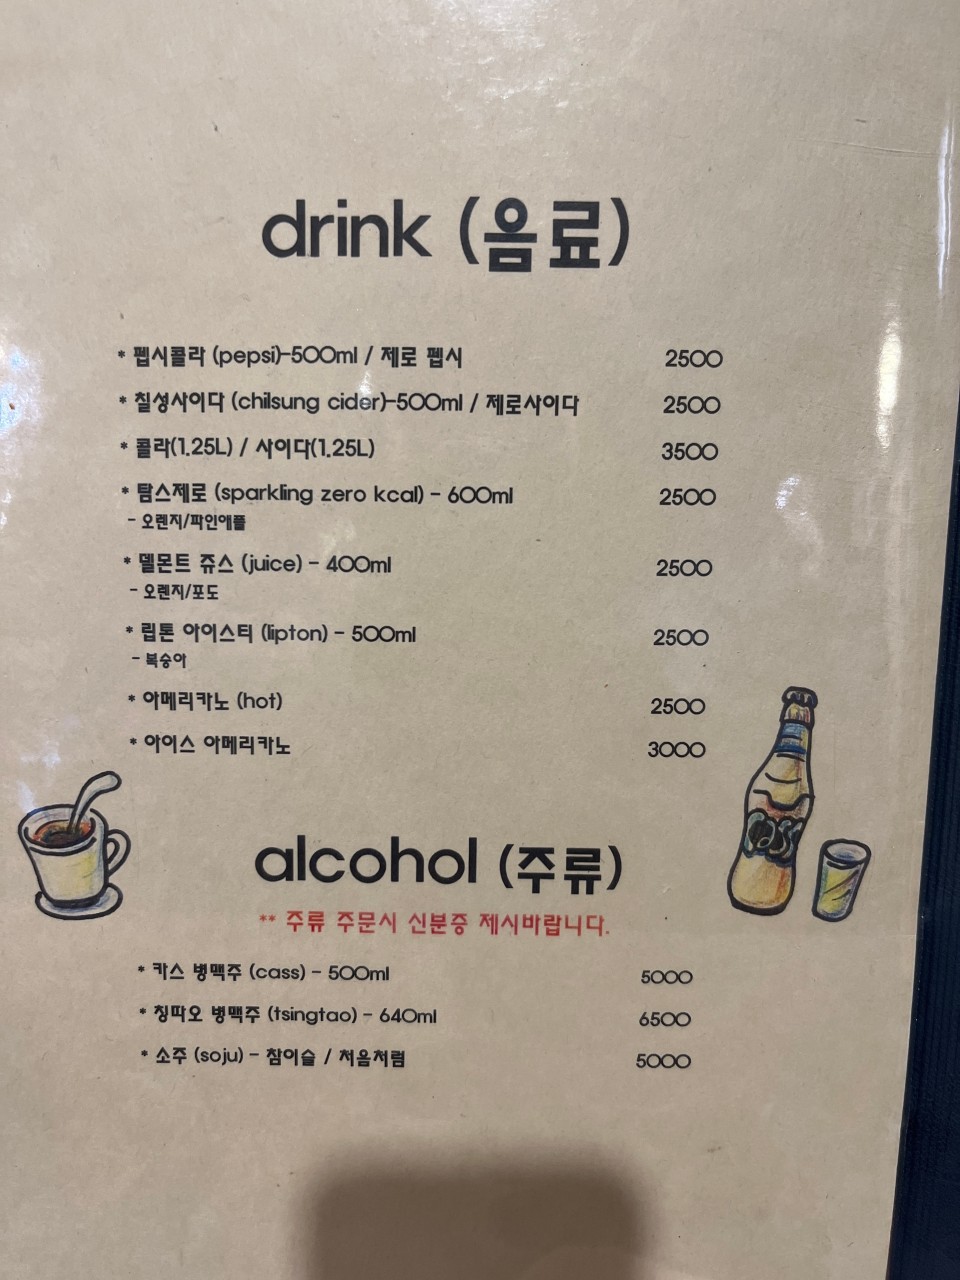 drink (음료)
* 펩시콜라 (pepsi)-500ml / 제로 펩시 2500
* 칠성사이다 (chilsung cider)-500ml / 제로사이다 2500
* 콜라(1.25L) / 사이다(1.25L) 3500
* 탐스제로 (sparkling zero kcal) - 600ml 2500
- 오렌지/파인애플
* 델몬트 쥬스 (juice) - 400ml 2500
- 오렌지/포도
* 립톤 아이스티 (lipton) - 500ml 2500
- 복숭아
* 아메리카노 (hot) 2500
* 아이스 아메리카노 3000
alcohol (주류)
** 주류 주문시 신분증 제시바랍니다.
* 카스 병맥주 (cass) - 500ml 5000
* 칭따오 병맥주 (tsingtao) - 640ml 6500
* 소주 (soju) - 참이슬 / 처음처럼 5000
CASS